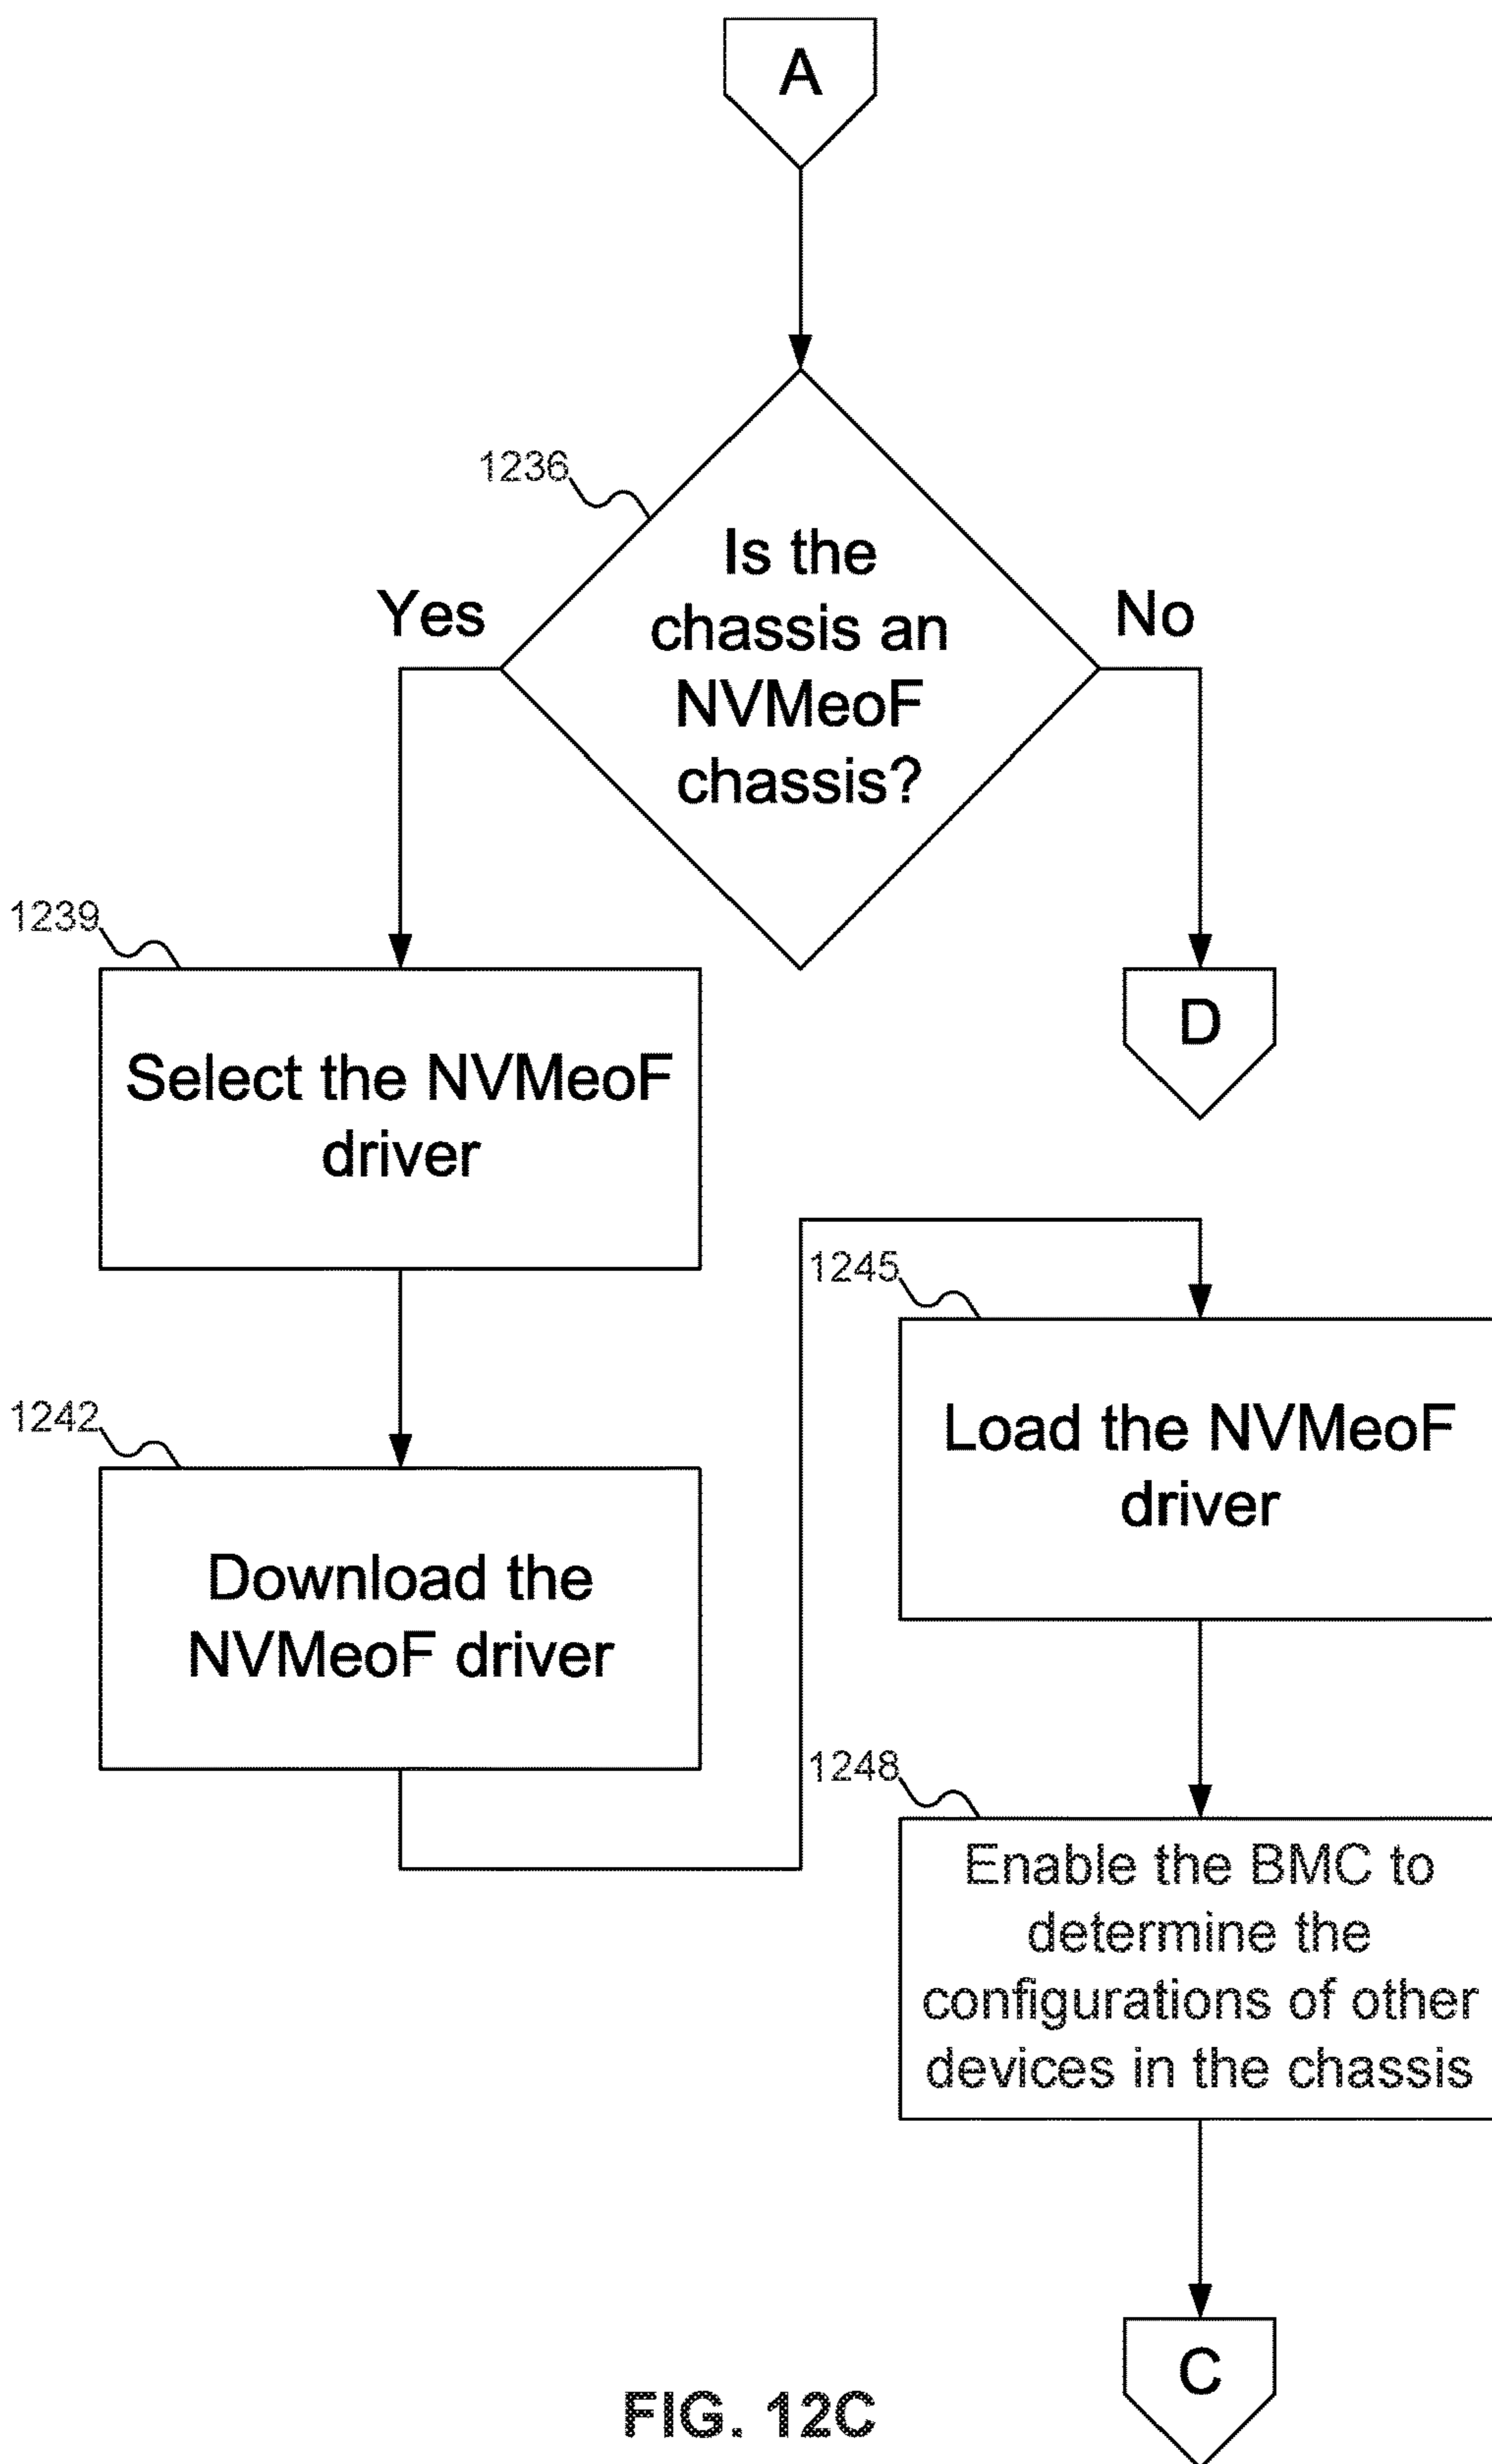 A
1236
Is the
chassis an
NVMeoF
chassis?
Yes
No
1239
Select the NVMeoF
driver
D
1242
Download the
NVMeoF driver
1245
Load the NVMeoF
driver
1248
Enable the BMC to
determine the
configurations of other
devices in the chassis
C
FIG. 12C